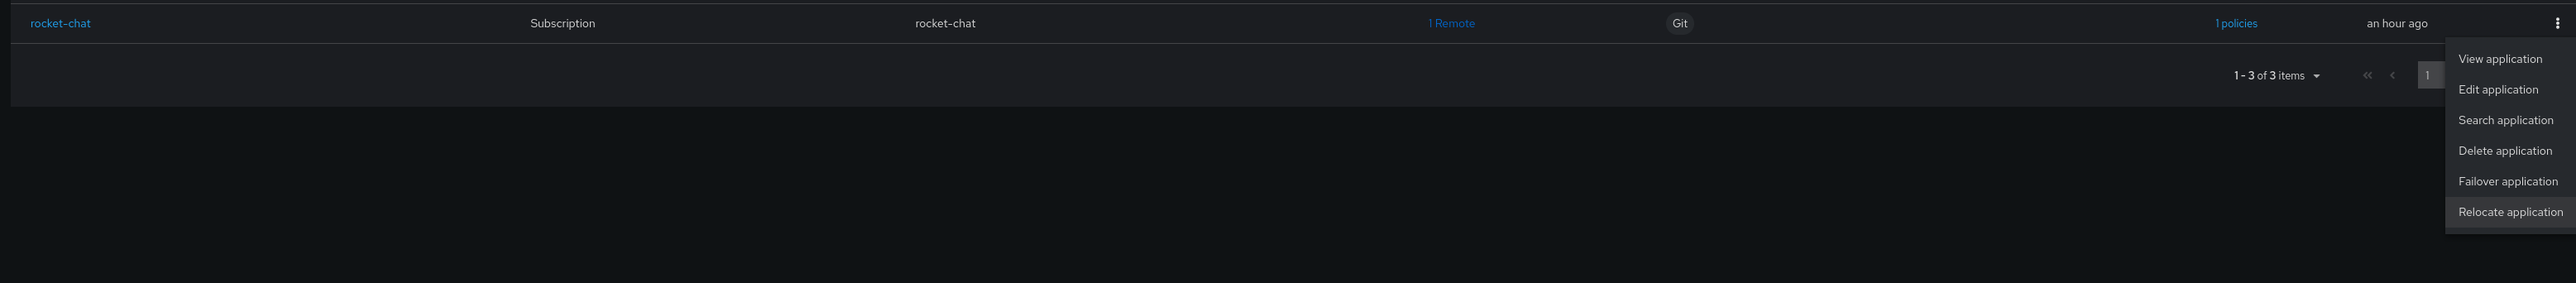 rocket-chat Subscription rocket-chat 1 Remote Git 1 policies an hour ago
View application
1 - 3 of 3 items 1
Edit application
Search application
Delete application
Failover application
Relocate application